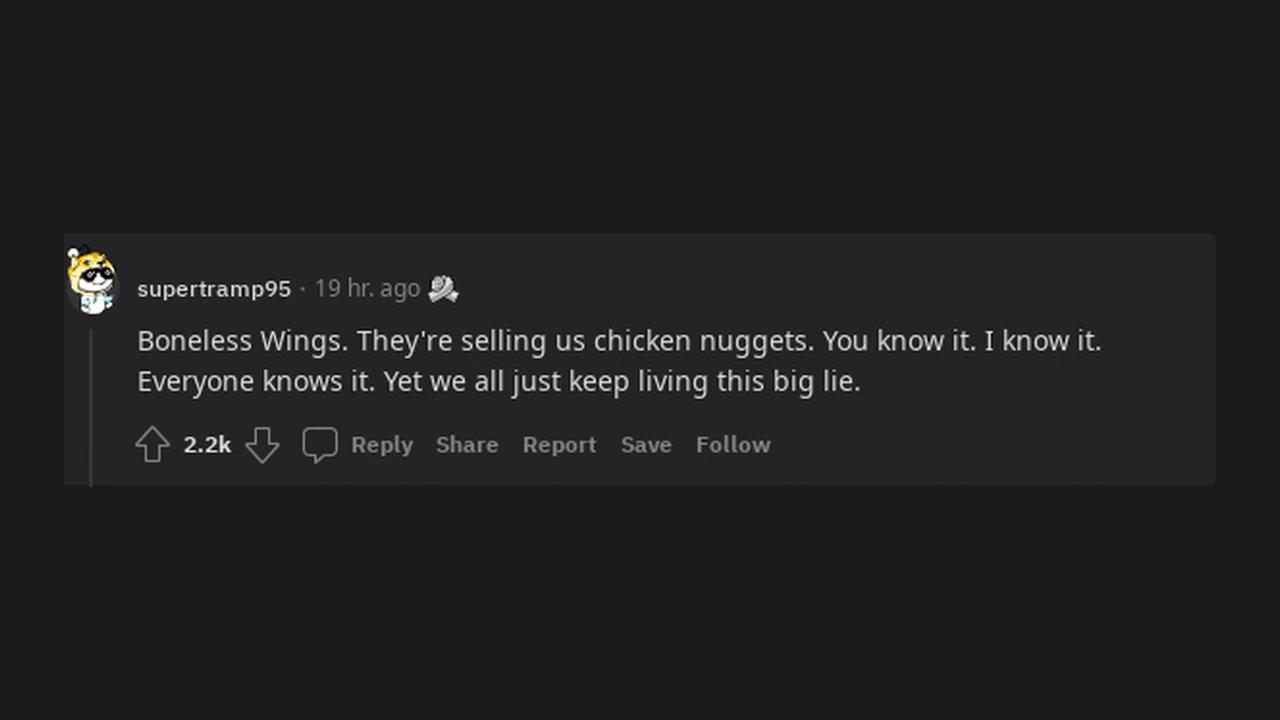 supertramp95 · 19 hr. ago
Boneless Wings. They're selling us chicken nuggets. You know it. I know it.
Everyone knows it. Yet we all just keep living this big lie.
2.2k Reply Share Report Save Follow